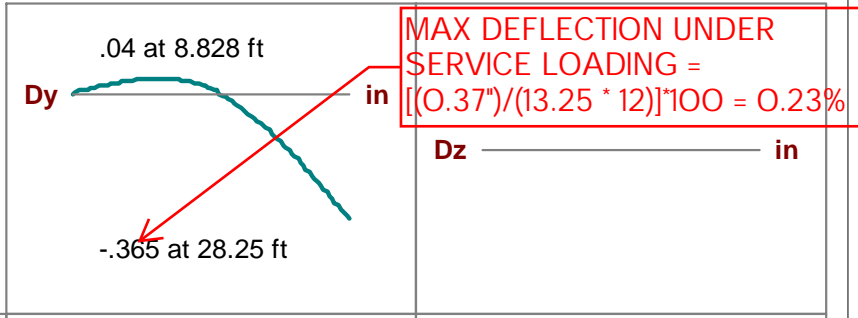 .04 at 8.828 ft
Dy
in
-.365 at 28.25 ft
MAX DEFLECTION UNDER
SERVICE LOADING =
[(0.37")/(13.25 * 12)]*100 = 0.23%
Dz
in